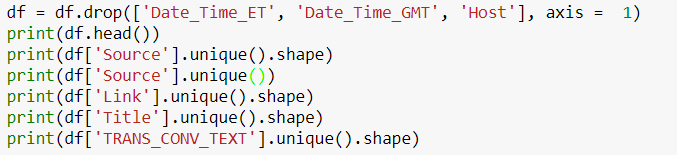 df = df.drop(['Date_Time_ET', 'Date_Time_GMT', 'Host'], axis =  1)
print(df.head())
print(df['Source'].unique().shape)
print(df['Source'].unique())
print(df['Link'].unique().shape)
print(df['Title'].unique().shape)
print(df['TRANS_CONV_TEXT'].unique().shape)